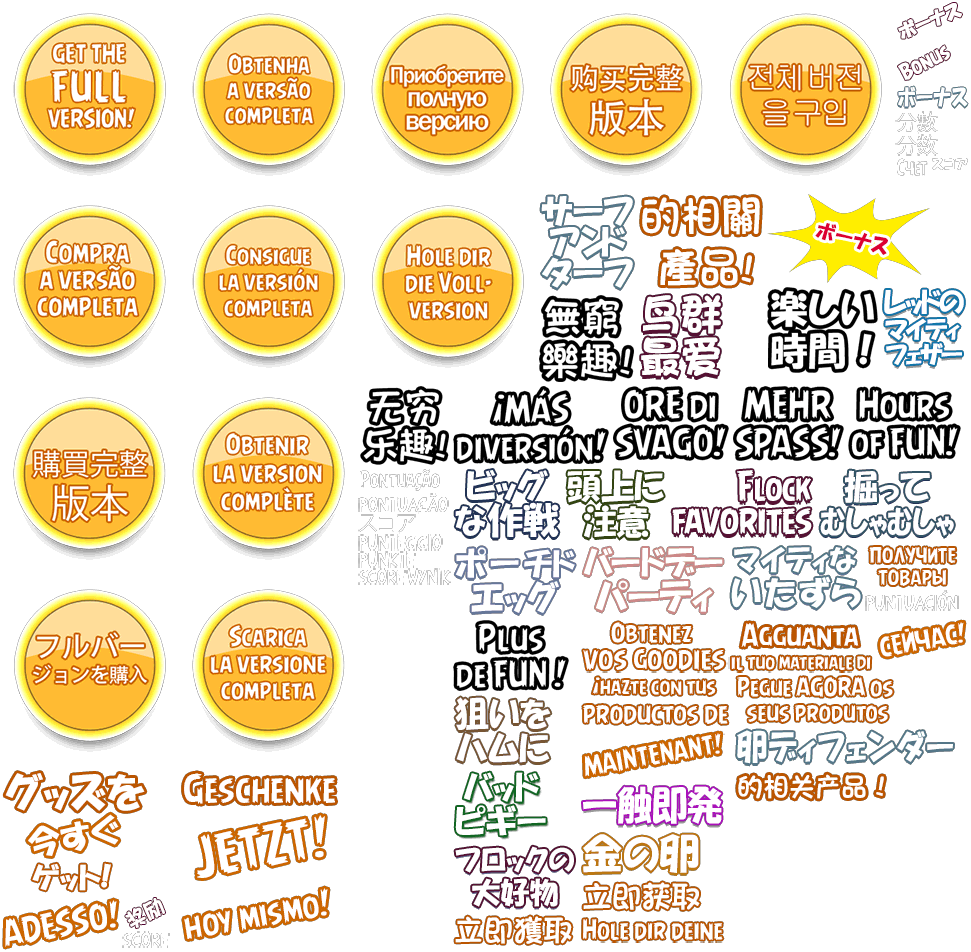 GET THE
FULL
VERSION!
OBTENHA
A VERSÃO
COMPLETA
Приобретите
полную
версию
购买完整
版本
전체 버전
을 구입
ボーナス
BONUS
ボーナス
分數
分数
СЧЕТ
スコア
COMPRA
A VERSÃO
COMPLETA
CONSIGUE
LA VERSIÓN
COMPLETA
HOLE DIR
DIE VOLL-
VERSION
サーフ
アンド
ターフ
的相關
產品!
ボーナス
無窮
樂趣!
鸟群
最爱
楽しい
時間!
レッドの
マイティ
フェザー
购買完整
版本
OBTENIR
LA VERSION
COMPLÈTE
无穷
乐趣!
¡MÁS
DIVERSIÓN!
ORE DI
SVAGO!
MEHR
SPASS!
HOURS
OF FUN!
PONTUAÇÃO
PONTUAÇÃO
スコア
PUNTEGGIO
PUNKTE
SCORE WYNIK
ビッグ
な作戦
頭上に
注意
FLOCK
FAVORITES
掘って
むしゃむしゃ
ポーチド
エッグ
バードデー
パーティ
マイティな
いたずら
ПОЛУЧИТЕ
ТОВАРЫ
PUNTUACIÓN
フルバー
ジョンを購入
SCARICA
LA VERSIONE
COMPLETA
PLUS
DE FUN !
OBTENEZ
VOS GOODIES
AGGUANTA
IL TUO MATERIALE DI
СЕЙЧАС!
¡HAZTE CON TUS
PRODUCTOS DE
PEGUE AGORA OS
SEUS PRODUTOS
狙いを
ハムに
MAINTENANT!
卵ディフェンダー
グッズを
今すぐ
ゲット!
GESCHENKE
JETZT!
バッド
ピギー
一触即発
的相关产品!
フロックの
大好物
金の卵
ADESSO!
奖励
SCORE
HOY MISMO!
立即獲取
立即获取
HOLE DIR DEINE